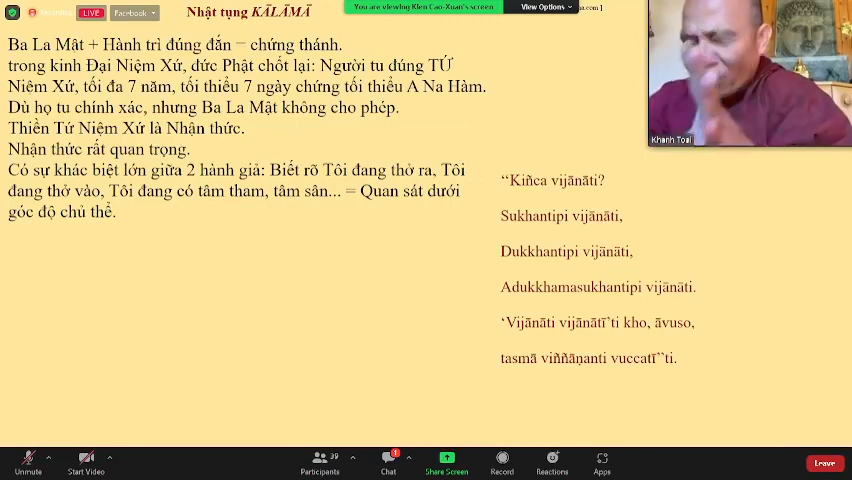 Recording
LIVE
Facebook
Nhật tụng KĀLĀMĀ
You are viewing Kien Cao-Xuan's screen
View Options
.com ]
Ba La Mật + Hành trì đúng đắn = chứng thánh.
trong kinh Đại Niệm Xứ, đức Phật chốt lại: Người tu đúng TỨ
Niệm Xứ, tối đa 7 năm, tối thiểu 7 ngày chứng tối thiểu A Na Hàm.
Dù họ tu chính xác, nhưng Ba La Mật không cho phép.
Thiền Tứ Niệm Xứ là Nhận thức.
Nhận thức rất quan trọng.
Có sự khác biệt lớn giữa 2 hành giả: Biết rõ Tôi đang thở ra, Tôi
đang thở vào, Tôi đang có tâm tham, tâm sân... = Quan sát dưới
góc độ chủ thể.
Khanh Toai
“Kiñca vijānāti?
Sukhantipi vijānāti,
Dukkhantipi vijānāti,
Adukkhamasukhantipi vijānāti.
‘Vijānāti vijānātī’ti kho, āvuso,
tasmā viññāṇanti vuccatī”ti.
Unmute
Start Video
39
Participants
1
Chat
Share Screen
Record
Reactions
Apps
Leave